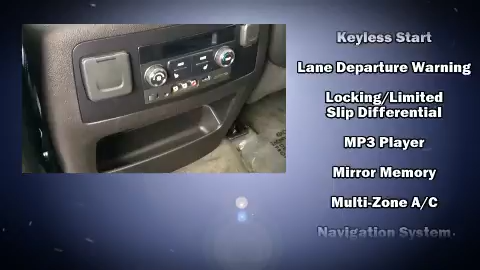 Keyless Start
Lane Departure Warning
Locking/Limited
Slip Differential
MP3 Player
Mirror Memory
Multi-Zone A/C
Navigation System